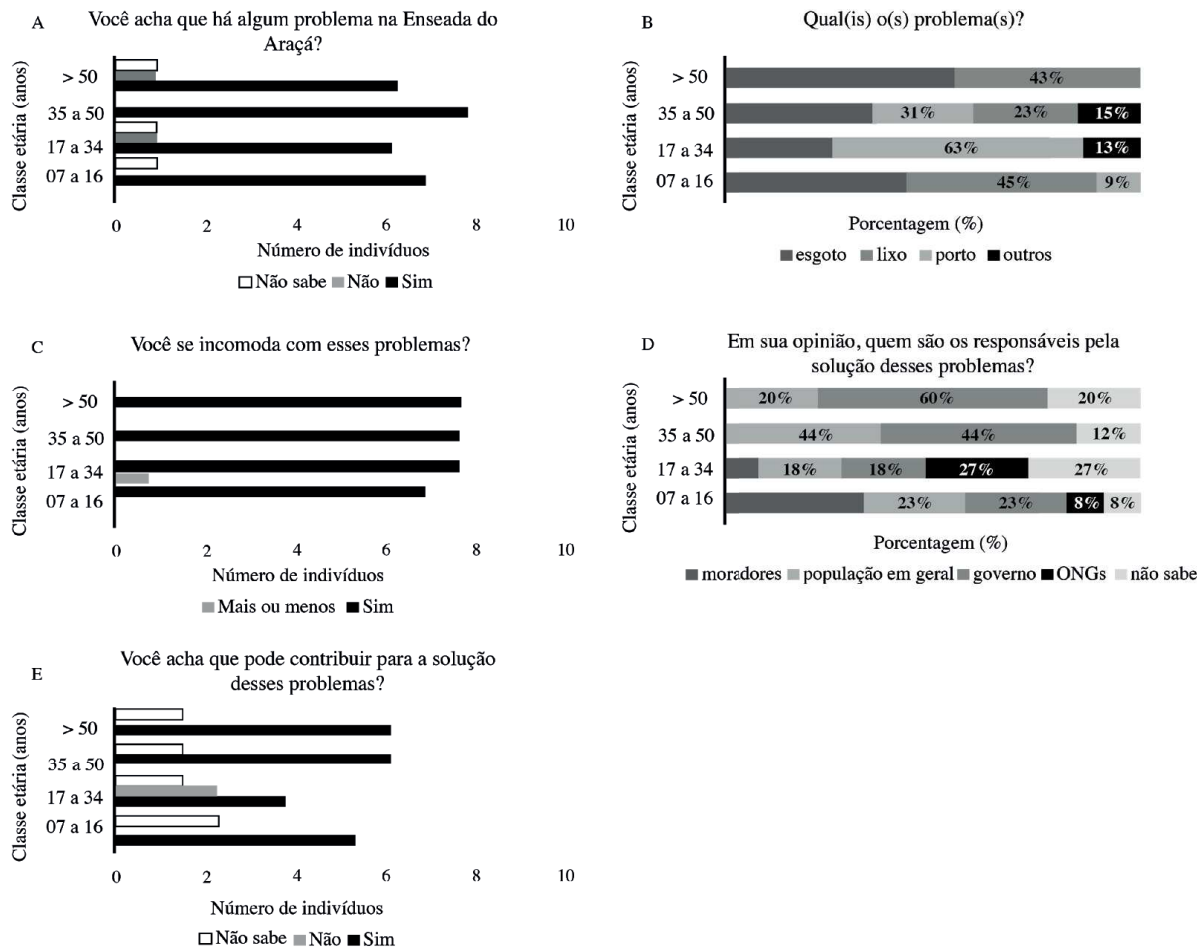 A
Você acha que há algum problema na Enseada do
Araçá?
Classe etária (anos)
> 50
35 a 50
17 a 34
07 a 16
0 2 4 6 8 10
Número de indivíduos
Não sabe Não Sim
B
Qual(is) o(s) problema(s)?
Classe etária (anos)
> 50 43%
35 a 50 31% 23% 15%
17 a 34 63% 13%
07 a 16 45% 9%
Porcentagem (%)
esgoto lixo porto outros
C
Você se incomoda com esses problemas?
Classe etária (anos)
> 50
35 a 50
17 a 34
07 a 16
0 2 4 6 8 10
Número de indivíduos
Mais ou menos Sim
D
Em sua opinião, quem são os responsáveis pela
solução desses problemas?
Classe etária (anos)
> 50 20% 60% 20%
35 a 50 44% 44% 12%
17 a 34 18% 18% 27% 27%
07 a 16 23% 23% 8% 8%
Porcentagem (%)
moradores população em geral governo ONGs não sabe
E
Você acha que pode contribuir para a solução
desses problemas?
Classe etária (anos)
> 50
35 a 50
17 a 34
07 a 16
0 2 4 6 8 10
Número de indivíduos
Não sabe Não Sim